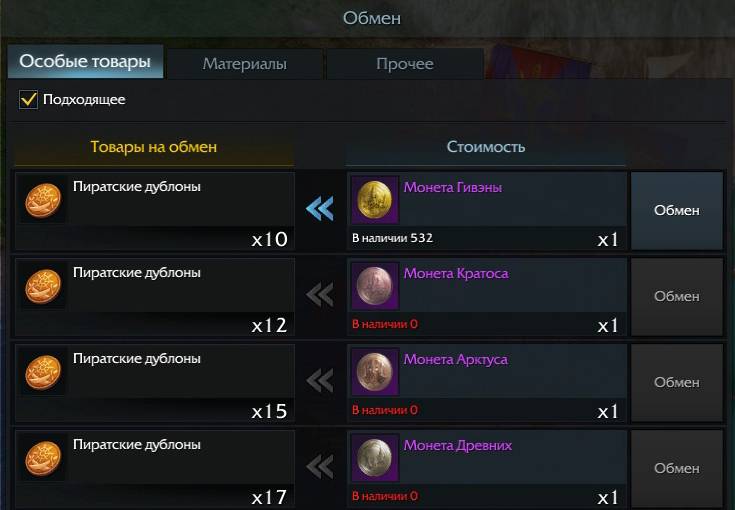 Обмен
Особые товары Материалы Прочее
Подходящее
Товары на обмен Стоимость
Пиратские дублоны Монета Гивэны
Обмен
В наличии 532
x10 x1
Пиратские дублоны Монета Кратоса
Обмен
В наличии 0
x12 x1
Пиратские дублоны Монета Арктуса
Обмен
В наличии 0
x15 x1
Пиратские дублоны Монета Древних
Обмен
В наличии 0
x17 x1